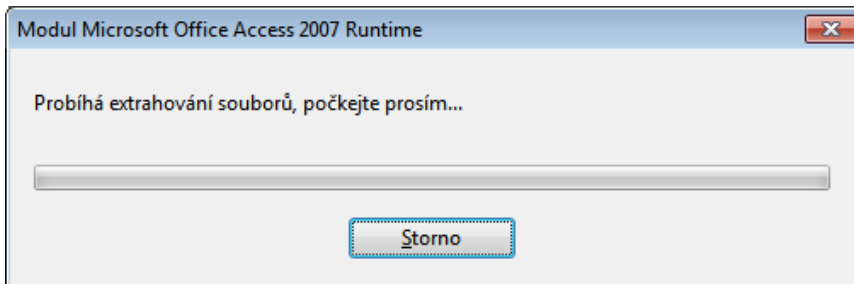 Modul Microsoft Office Access 2007 Runtime
Probíhá extrahování souborů, počkejte prosím...
Storno